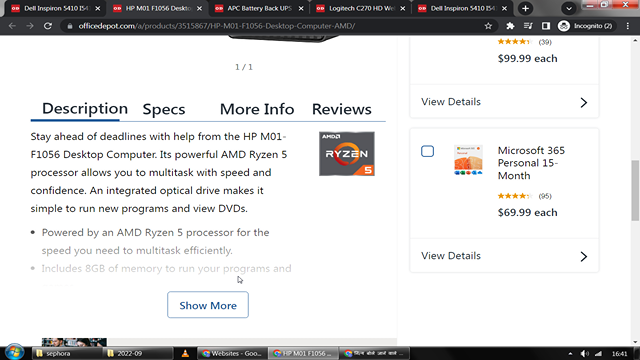 Dell Inspiron 5410 I541
HP M01 F1056 Desktop C
APC Battery Back UPS
Logitech C270 HD We
Dell Inspiron 5410 I541
officedepot.com/a/products/3515867/HP-M01-F1056-Desktop-Computer-AMD/
Incognito (2)
1 / 1
(39)
$99.99 each
View Details
Description
Specs
More Info
Reviews
Stay ahead of deadlines with help from the HP M01-
F1056 Desktop Computer. Its powerful AMD Ryzen 5
processor allows you to multitask with speed and
confidence. An integrated optical drive makes it
simple to run new programs and view DVDs.
AMD
RYZEN
5
• Powered by an AMD Ryzen 5 processor for the
speed you need to multitask efficiently.
• Includes 8GB of memory to run your programs and
Show More
Microsoft 365
Personal 15-
Month
(95)
$69.99 each
View Details
sephora
2022-09
Websites - Goo...
HP M01 F1056 ...
16:41